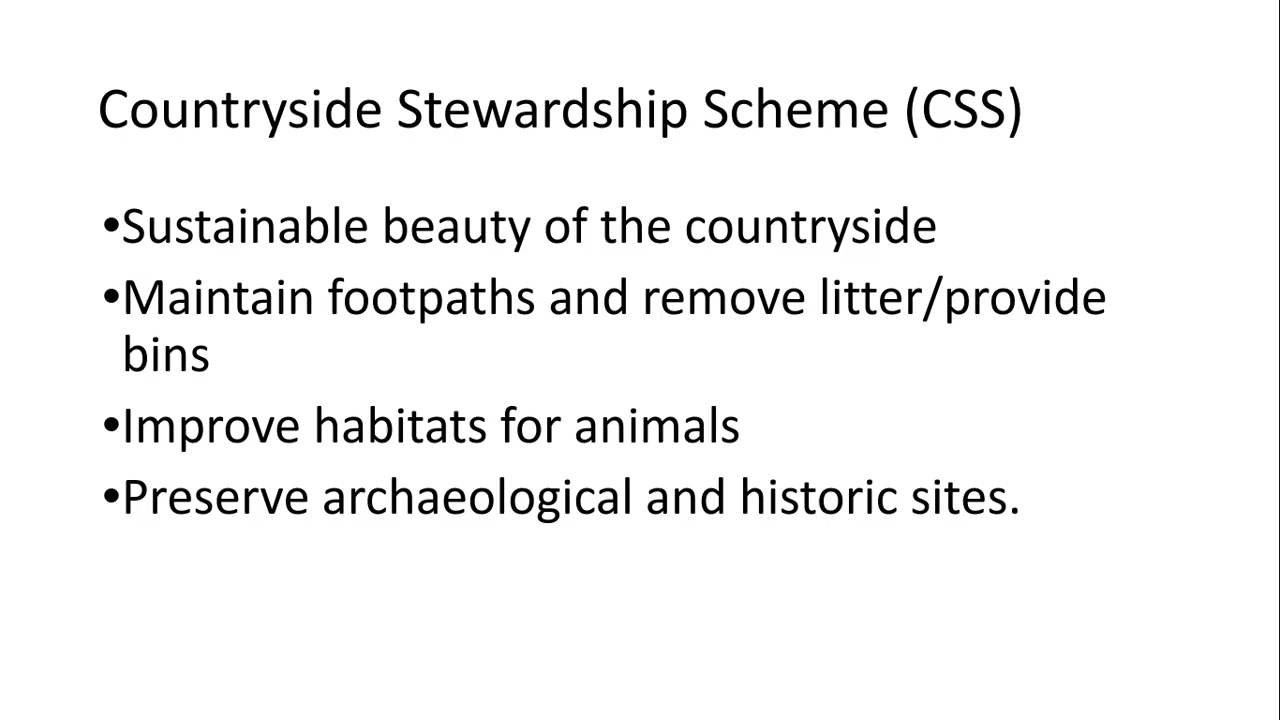 Countryside Stewardship Scheme (CSS)
•Sustainable beauty of the countryside
•Maintain footpaths and remove litter/provide
bins
•Improve habitats for animals
•Preserve archaeological and historic sites.